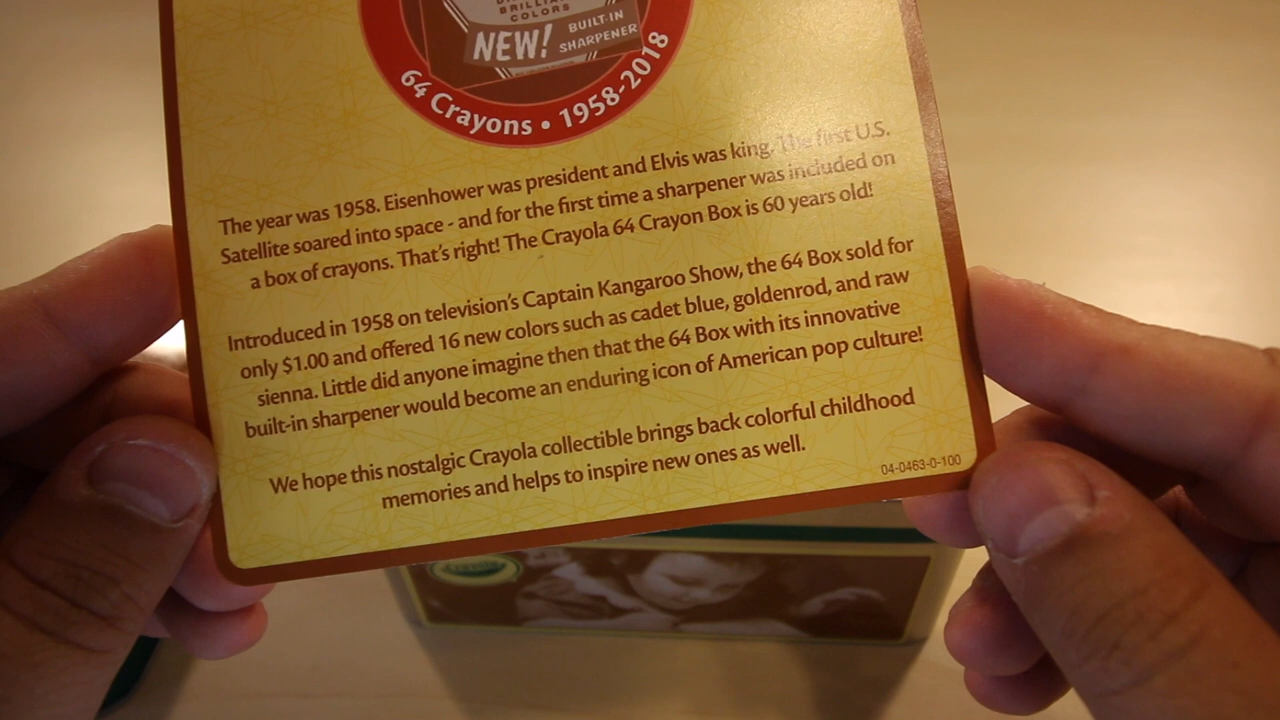 BRILLIANT
COLORS
NEW! BUILT-IN
SHARPENER
64 Crayons • 1958-2018
The year was 1958. Eisenhower was president and Elvis was king. The first U.S.
Satellite soared into space - and for the first time a sharpener was included on
a box of crayons. That's right! The Crayola 64 Crayon Box is 60 years old!
Introduced in 1958 on television's Captain Kangaroo Show, the 64 Box sold for
only $1.00 and offered 16 new colors such as cadet blue, goldenrod, and raw
sienna. Little did anyone imagine then that the 64 Box with its innovative
built-in sharpener would become an enduring icon of American pop culture!
We hope this nostalgic Crayola collectible brings back colorful childhood
memories and helps to inspire new ones as well.
04-0463-0-100
Crayola